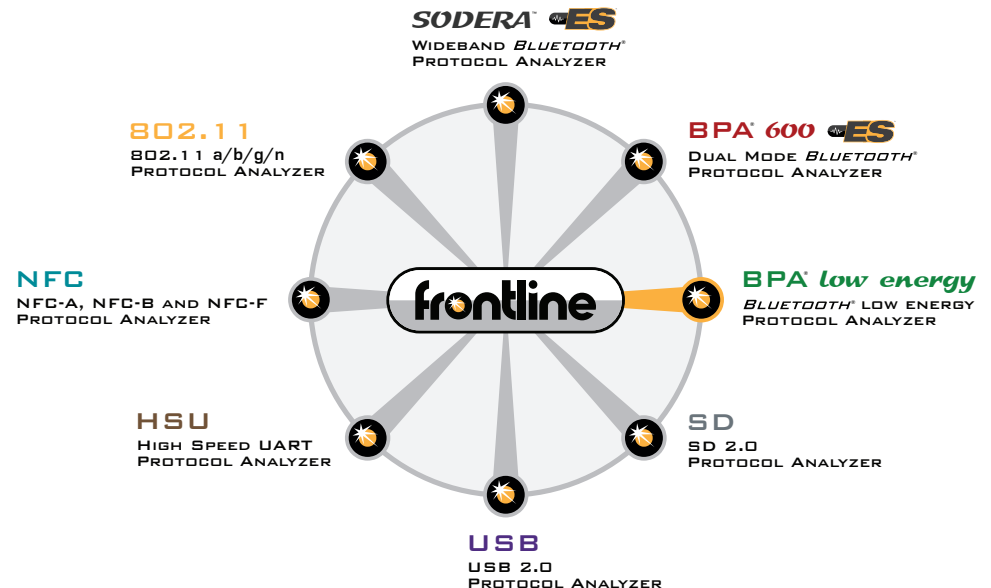 SODERA™ ES
WIDEBAND BLUETOOTH®
PROTOCOL ANALYZER
802.11
802.11 a/b/g/n
PROTOCOL ANALYZER
BPA® 600 ES
DUAL MODE BLUETOOTH®
PROTOCOL ANALYZER
NFC
NFC-A, NFC-B AND NFC-F
PROTOCOL ANALYZER
frontline
BPA® low energy
BLUETOOTH® LOW ENERGY
PROTOCOL ANALYZER
HSU
HIGH SPEED UART
PROTOCOL ANALYZER
SD
SD 2.0
PROTOCOL ANALYZER
USB
USB 2.0
PROTOCOL ANALYZER